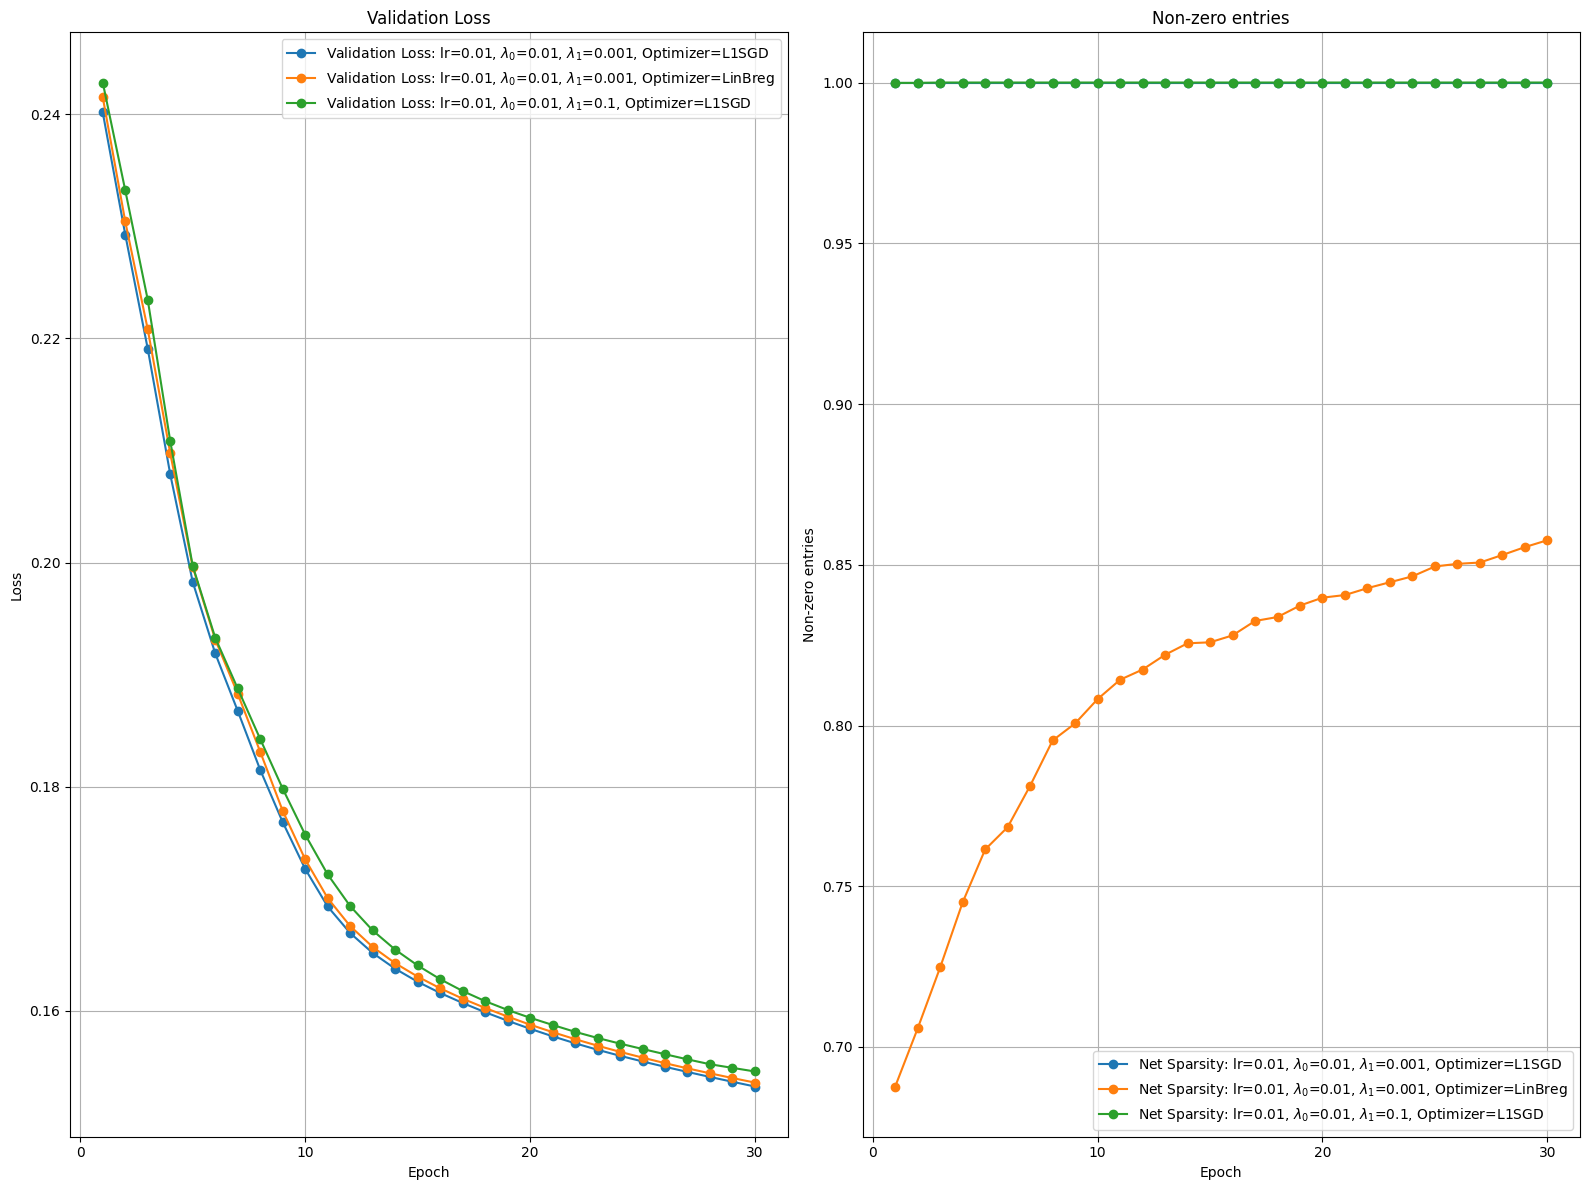 Validation Loss
Validation Loss: lr=0.01, λ₀=0.01, λ₁=0.001, Optimizer=L1SGD
Validation Loss: lr=0.01, λ₀=0.01, λ₁=0.001, Optimizer=LinBreg
Validation Loss: lr=0.01, λ₀=0.01, λ₁=0.1, Optimizer=L1SGD
Loss
0.24
0.22
0.20
0.18
0.16
0
10
20
30
Epoch
Non-zero entries
Non-zero entries
1.00
0.95
0.90
0.85
0.80
0.75
0.70
Net Sparsity: lr=0.01, λ₀=0.01, λ₁=0.001, Optimizer=L1SGD
Net Sparsity: lr=0.01, λ₀=0.01, λ₁=0.001, Optimizer=LinBreg
Net Sparsity: lr=0.01, λ₀=0.01, λ₁=0.1, Optimizer=L1SGD
0
10
20
30
Epoch